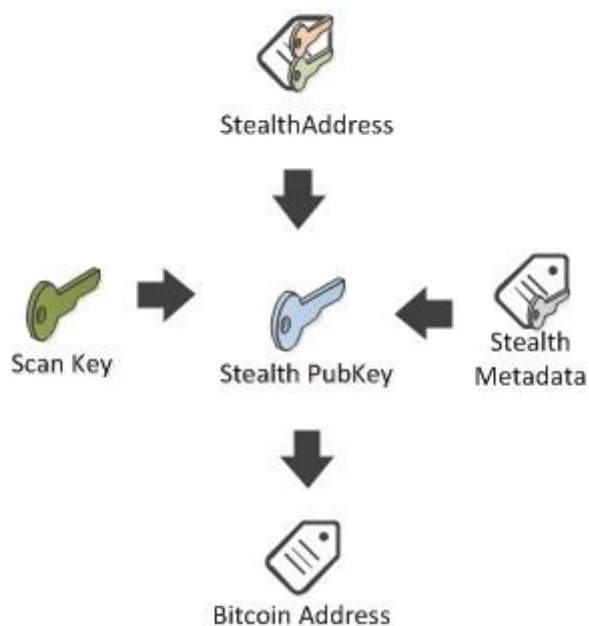 StealthAddress
Scan Key
Stealth PubKey
Stealth
Metadata
Bitcoin Address